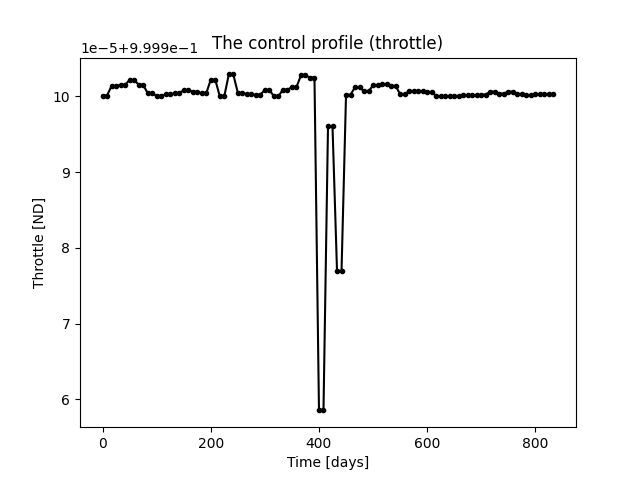 The control profile (throttle)
1e−5+9.999e−1
10
9
8
7
6
Throttle [ND]
0 200 400 600 800
Time [days]